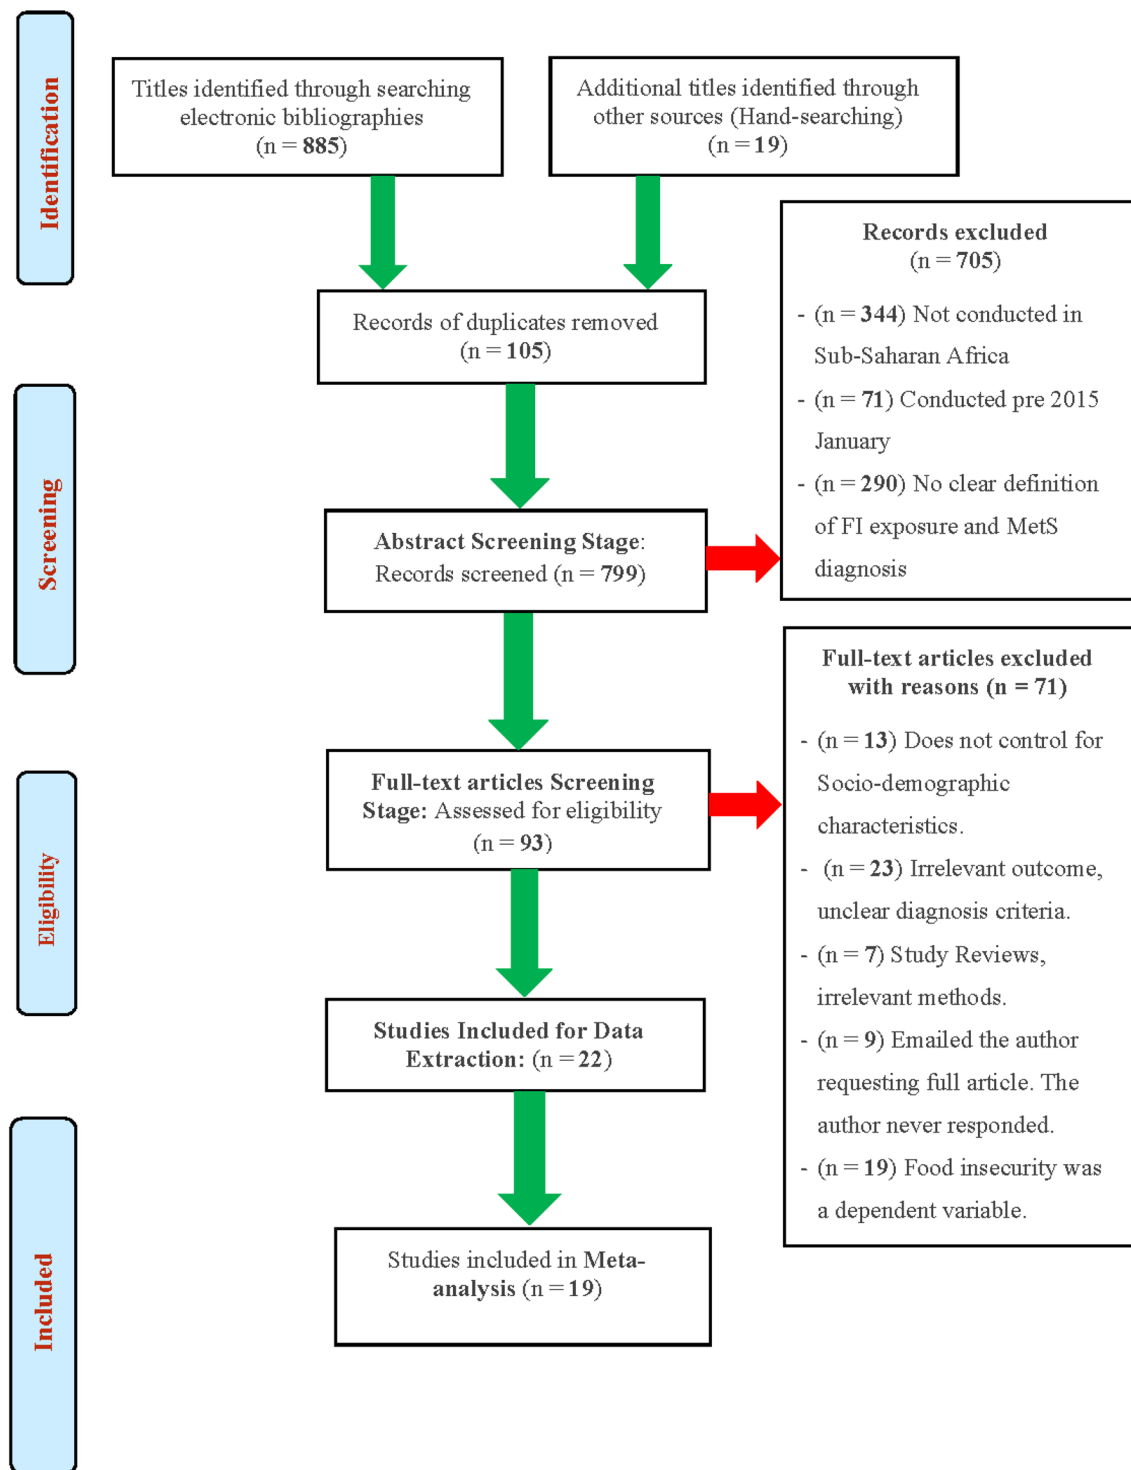 Identification
Titles identified through searching
electronic bibliographies
(n = 885)
Additional titles identified through
other sources (Hand-searching)
(n = 19)
Records of duplicates removed
(n = 105)
Records excluded
(n = 705)
- (n = 344) Not conducted in
Sub-Saharan Africa
- (n = 71) Conducted pre 2015
January
- (n = 290) No clear definition
of FI exposure and MetS
diagnosis
Screening
Abstract Screening Stage:
Records screened (n = 799)
Full-text articles excluded
with reasons (n = 71)
- (n = 13) Does not control for
Socio-demographic
characteristics.
- (n = 23) Irrelevant outcome,
unclear diagnosis criteria.
- (n = 7) Study Reviews,
irrelevant methods.
- (n = 9) Emailed the author
requesting full article. The
author never responded.
- (n = 19) Food insecurity was
a dependent variable.
Eligibility
Full-text articles Screening
Stage: Assessed for eligibility
(n = 93)
Studies Included for Data
Extraction: (n = 22)
Included
Studies included in Meta-
analysis (n = 19)